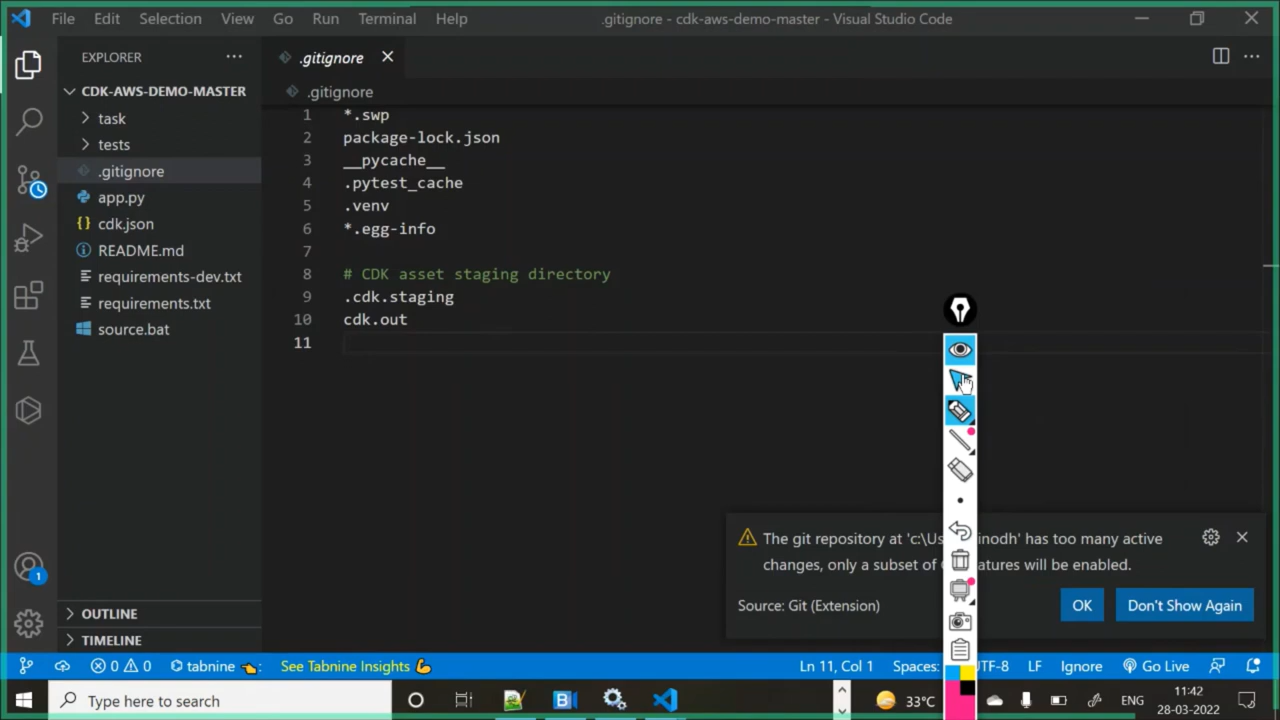 File Edit Selection View Go Run Terminal Help .gitignore - cdk-aws-demo-master - Visual Studio Code
EXPLORER
.gitignore
CDK-AWS-DEMO-MASTER
.gitignore
task
tests
.gitignore
app.py
cdk.json
README.md
requirements-dev.txt
requirements.txt
source.bat
1 *.swp
2 package-lock.json
3 __pycache__
4 .pytest_cache
5 .venv
6 *.egg-info
7
8 # CDK asset staging directory
9 .cdk.staging
10 cdk.out
11
The git repository at 'c:\Us inodh' has too many active
changes, only a subset of atures will be enabled.
Source: Git (Extension)
OK Don't Show Again
1
OUTLINE
TIMELINE
0 0 tabnine : See Tabnine Insights Ln 11, Col 1 Spaces: TF-8 LF Ignore Go Live
Type here to search
33°C
ENG
11:42
28-03-2022